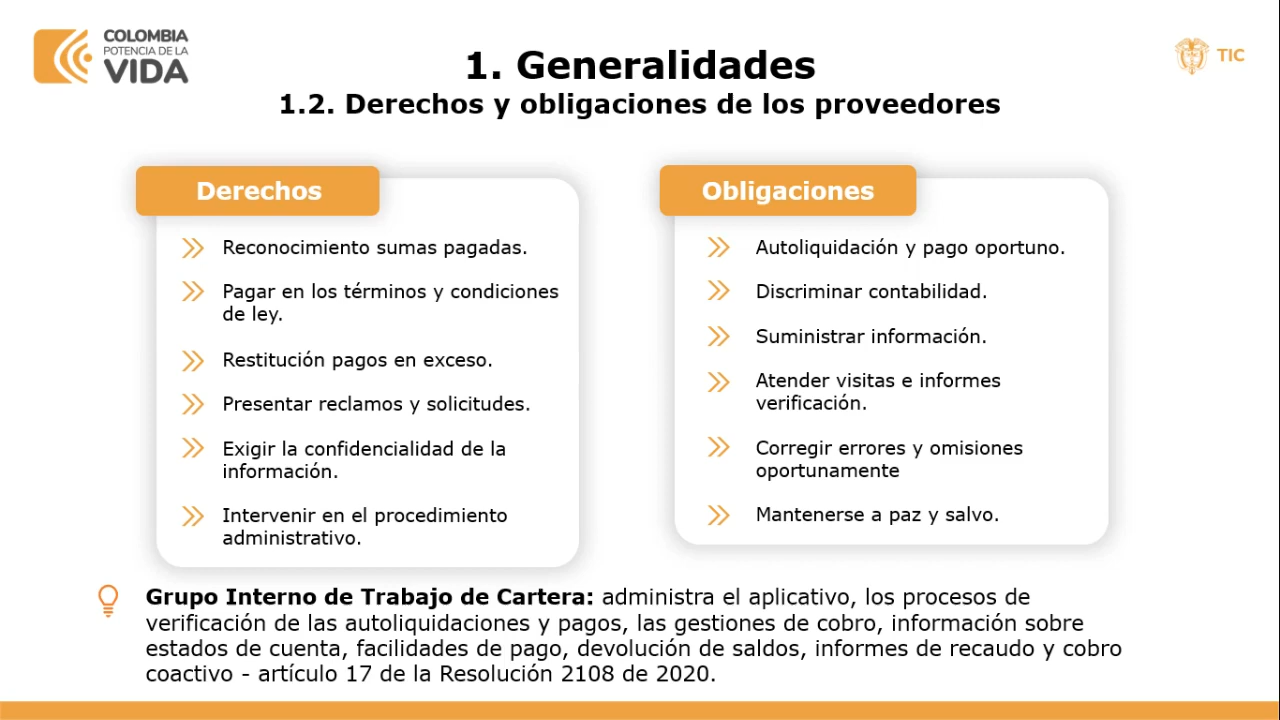 COLOMBIA
POTENCIA DE LA
VIDA
TIC
1. Generalidades
1.2. Derechos y obligaciones de los proveedores
Derechos
Reconocimiento sumas pagadas.
Pagar en los términos y condiciones
de ley.
Restitución pagos en exceso.
Presentar reclamos y solicitudes.
Exigir la confidencialidad de la
información.
Intervenir en el procedimiento
administrativo.
Obligaciones
Autoliquidación y pago oportuno.
Discriminar contabilidad.
Suministrar información.
Atender visitas e informes
verificación.
Corregir errores y omisiones
oportunamente
Mantenerse a paz y salvo.
Grupo Interno de Trabajo de Cartera: administra el aplicativo, los procesos de
verificación de las autoliquidaciones y pagos, las gestiones de cobro, información sobre
estados de cuenta, facilidades de pago, devolución de saldos, informes de recaudo y cobro
coactivo - artículo 17 de la Resolución 2108 de 2020.